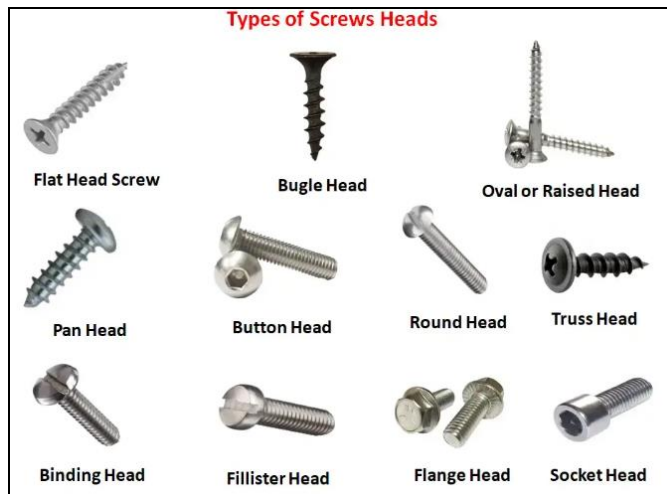 Types of Screws Heads
Flat Head Screw
Bugle Head
Oval or Raised Head
Pan Head
Button Head
Round Head
Truss Head
Binding Head
Fillister Head
Flange Head
Socket Head